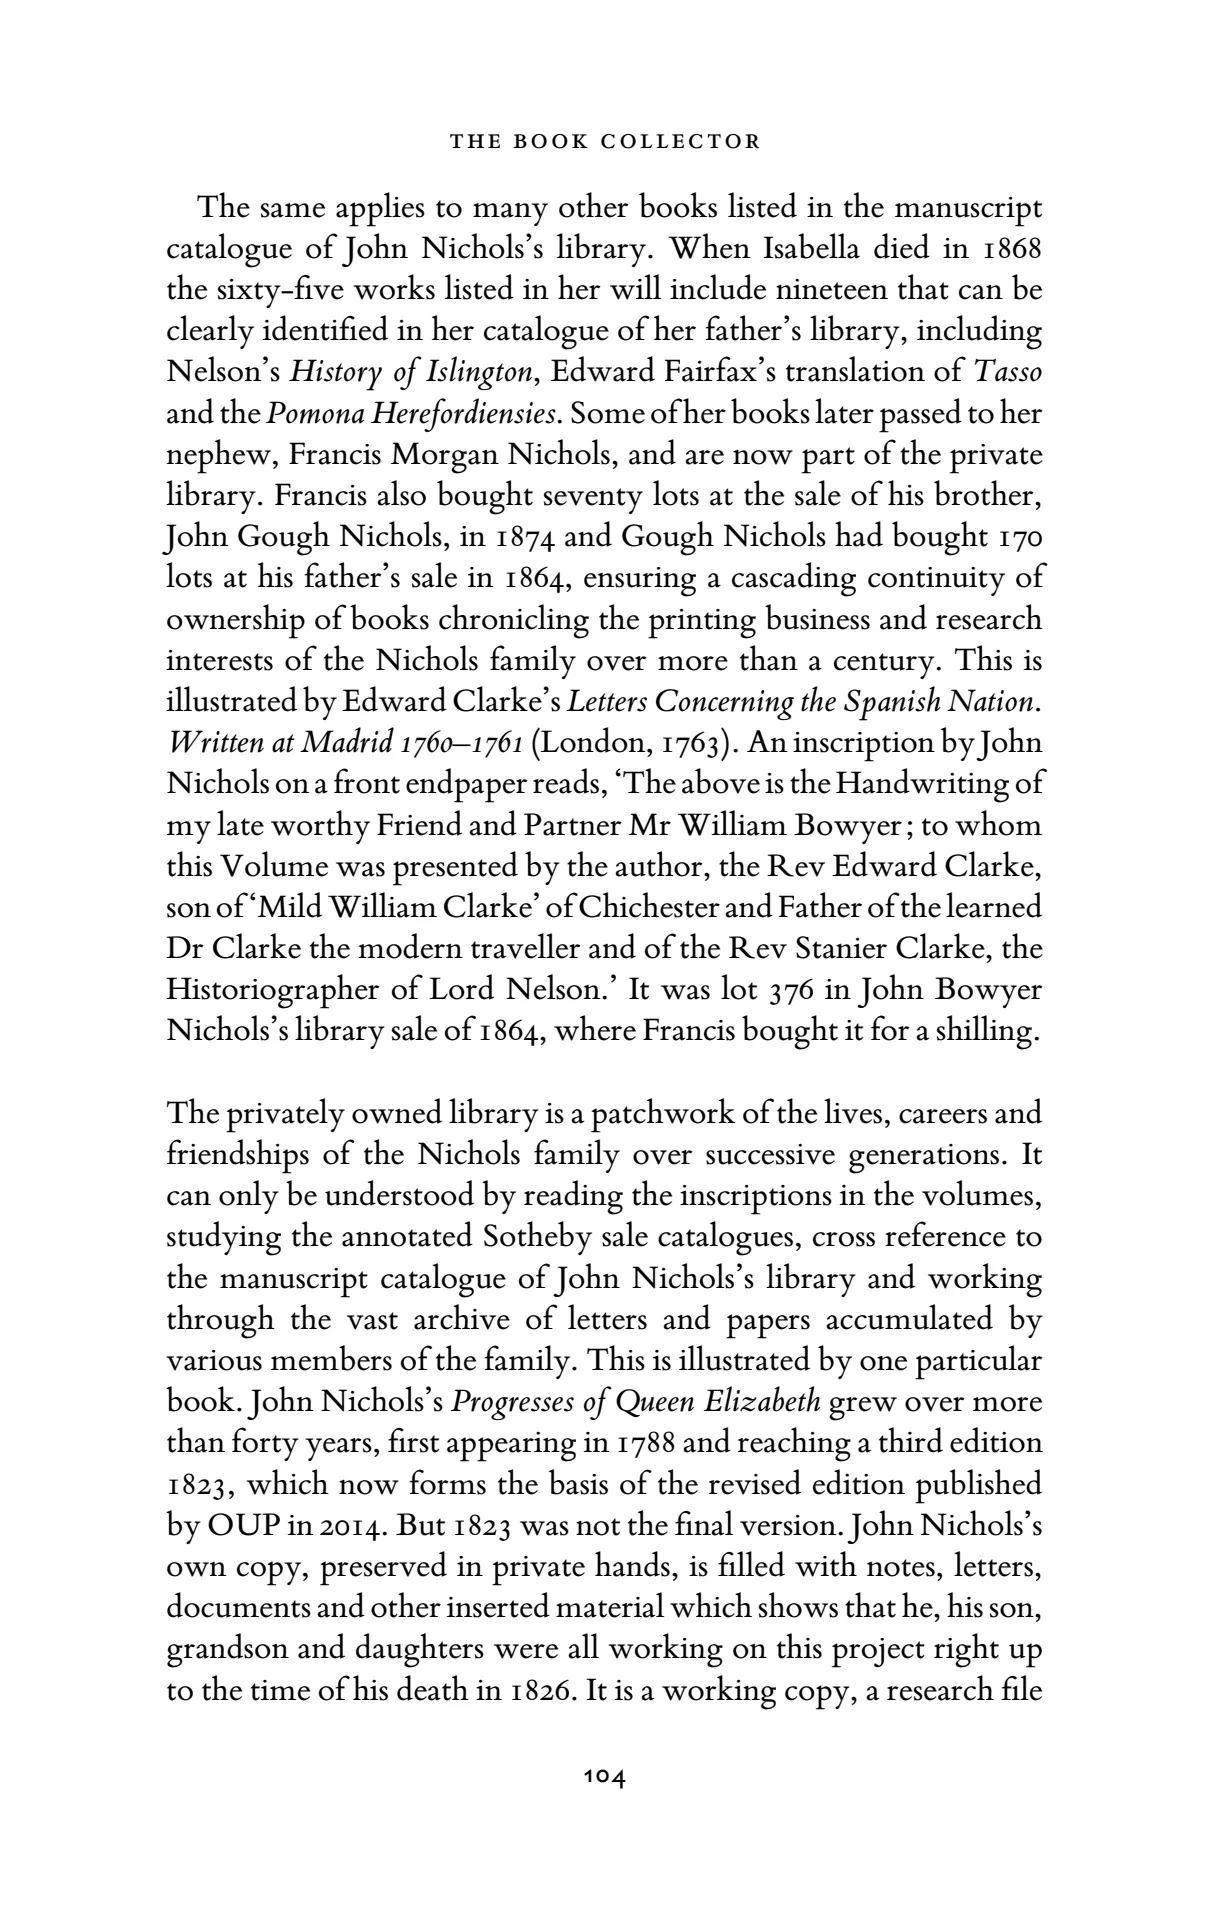 THE BOOK COLLECTOR
The same applies to many other books listed in the manuscript
catalogue of John Nichols’s library. When Isabella died in 1868
the sixty-five works listed in her will include nineteen that can be
clearly identified in her catalogue of her father’s library, including
Nelson’s History of Islington, Edward Fairfax’s translation of Tasso
and the Pomona Herefordiensies. Some of her books later passed to her
nephew, Francis Morgan Nichols, and are now part of the private
library. Francis also bought seventy lots at the sale of his brother,
John Gough Nichols, in 1874 and Gough Nichols had bought 170
lots at his father’s sale in 1864, ensuring a cascading continuity of
ownership of books chronicling the printing business and research
interests of the Nichols family over more than a century. This is
illustrated by Edward Clarke’s Letters Concerning the Spanish Nation.
Written at Madrid 1760–1761 (London, 1763). An inscription by John
Nichols on a front endpaper reads, ‘The above is the Handwriting of
my late worthy Friend and Partner Mr William Bowyer; to whom
this Volume was presented by the author, the Rev Edward Clarke,
son of ‘Mild William Clarke’ of Chichester and Father of the learned
Dr Clarke the modern traveller and of the Rev Stanier Clarke, the
Historiographer of Lord Nelson.’ It was lot 376 in John Bowyer
Nichols’s library sale of 1864, where Francis bought it for a shilling.
The privately owned library is a patchwork of the lives, careers and
friendships of the Nichols family over successive generations. It
can only be understood by reading the inscriptions in the volumes,
studying the annotated Sotheby sale catalogues, cross reference to
the manuscript catalogue of John Nichols’s library and working
through the vast archive of letters and papers accumulated by
various members of the family. This is illustrated by one particular
book. John Nichols’s Progresses of Queen Elizabeth grew over more
than forty years, first appearing in 1788 and reaching a third edition
1823, which now forms the basis of the revised edition published
by OUP in 2014. But 1823 was not the final version. John Nichols’s
own copy, preserved in private hands, is filled with notes, letters,
documents and other inserted material which shows that he, his son,
grandson and daughters were all working on this project right up
to the time of his death in 1826. It is a working copy, a research file
104